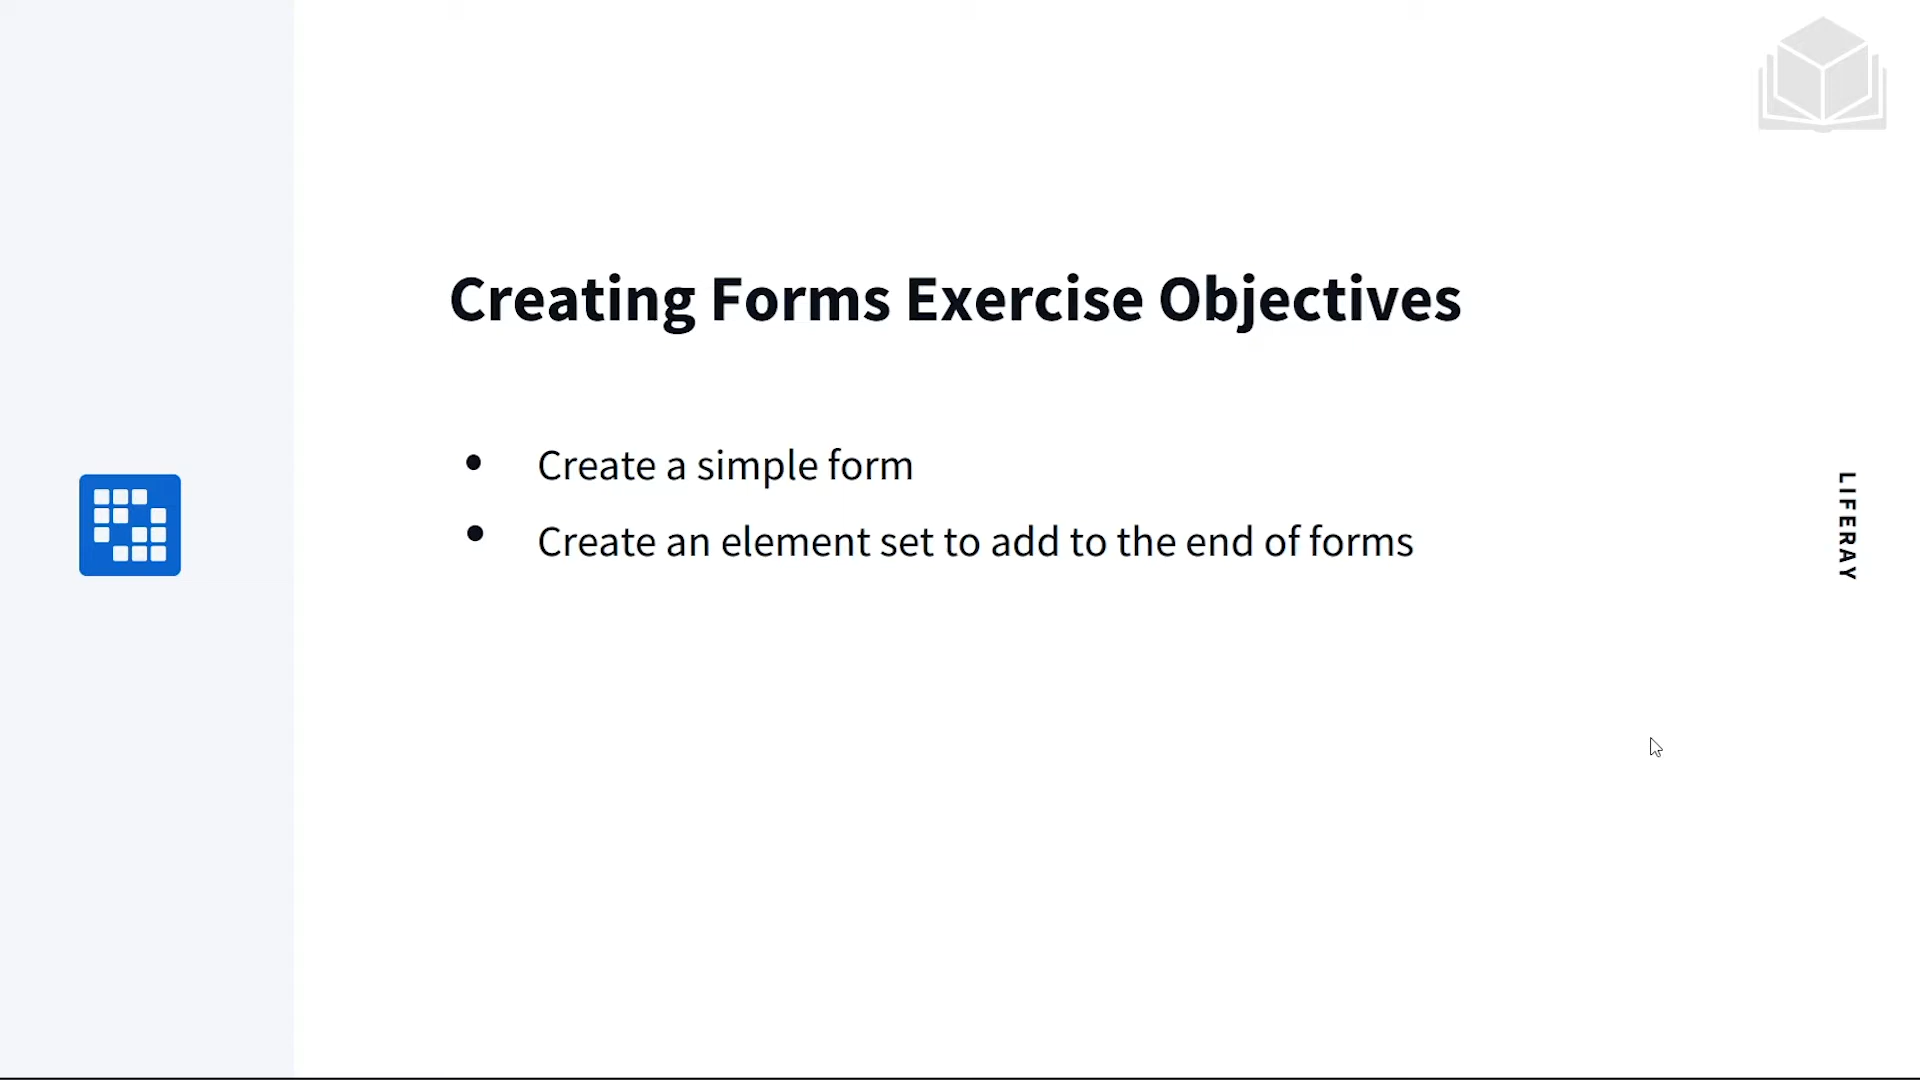 Creating Forms Exercise Objectives
• Create a simple form
• Create an element set to add to the end of forms
LIFERAY